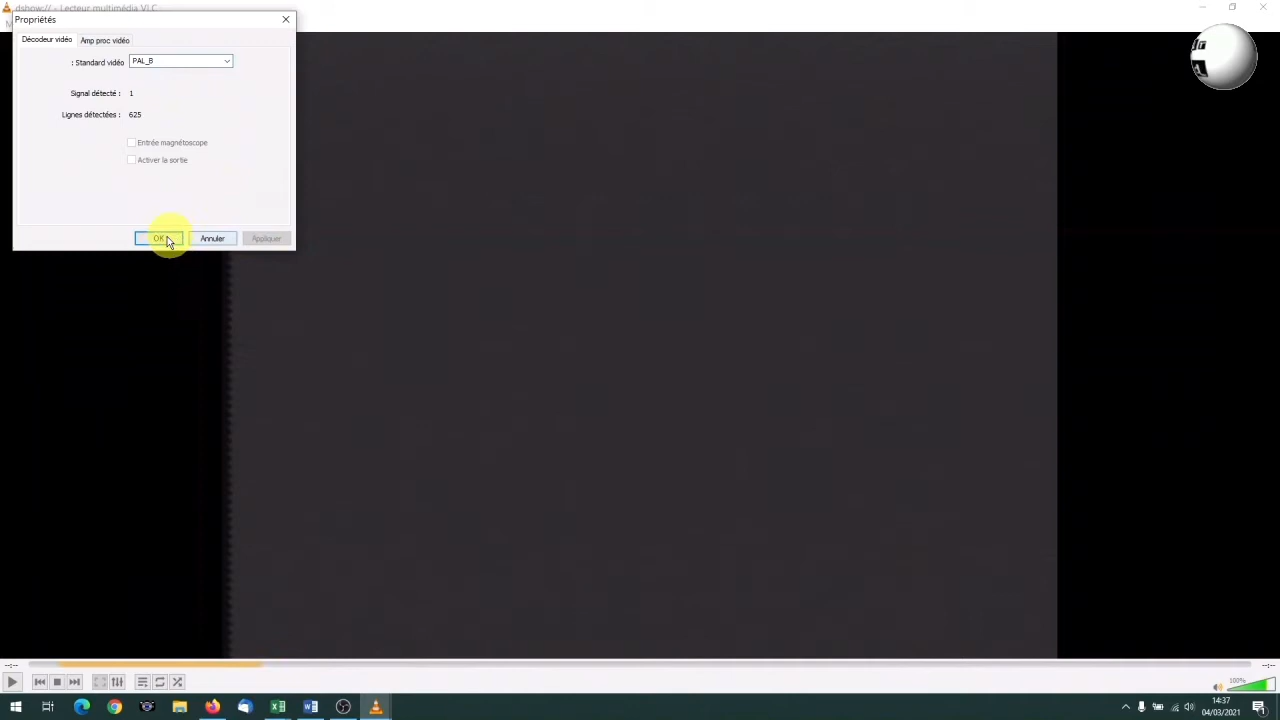 dshow:// - Lecteur multimédia VLC
Propriétés
Décodeur vidéo
Amp proc vidéo
: Standard vidéo
PAL_B
Signal détecté :
1
Lignes détectées :
625
Entrée magnétoscope
Activer la sortie
OK
Annuler
Appliquer
--:--
--:--
100%
14:37
04/03/2021